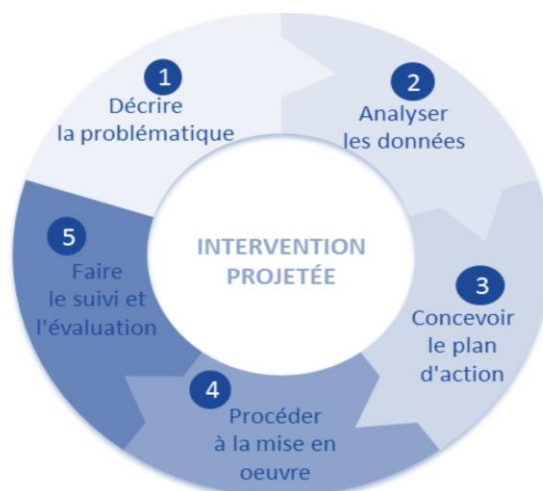 1
Décrire
la problématique
2
Analyser
les données
3
Concevoir
le plan
d'action
4
Procéder
à la mise en
oeuvre
5
Faire
le suivi et
l'évaluation
INTERVENTION
PROJETÉE